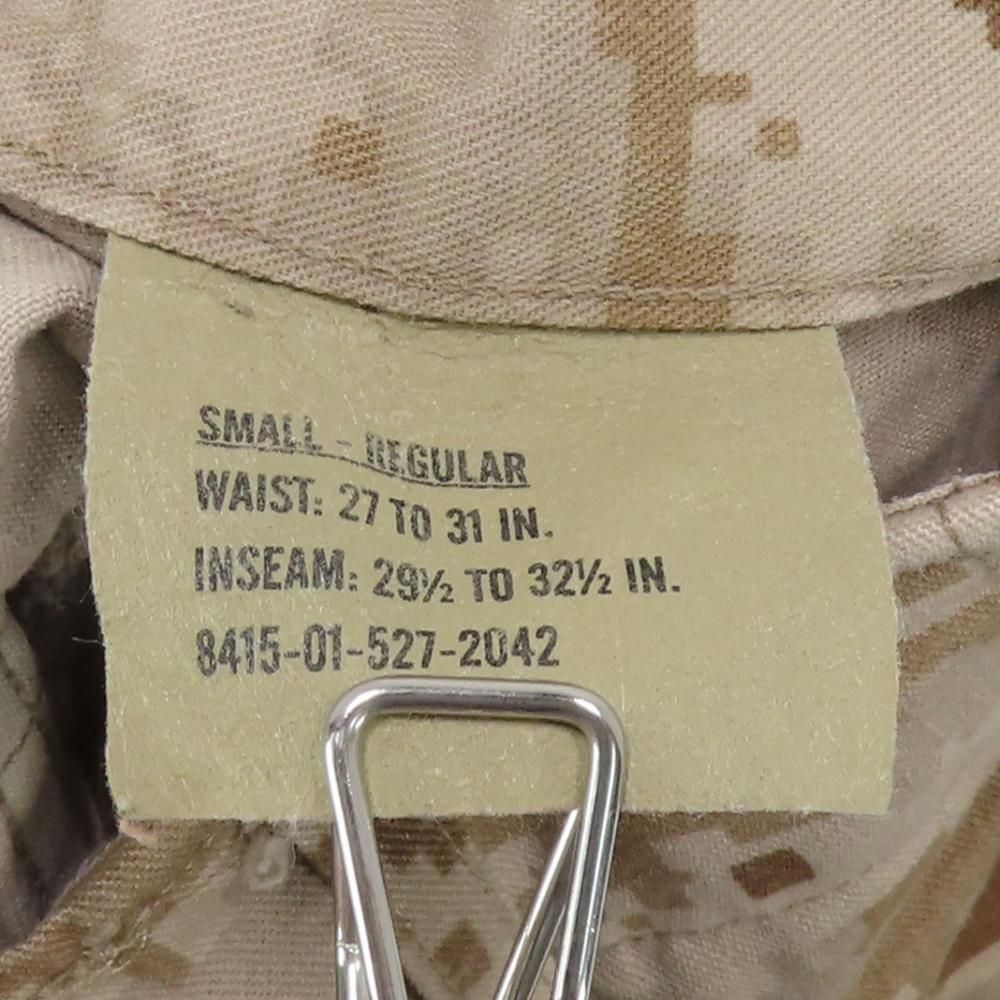 SMALL - REGULAR
WAIST: 27 TO 31 IN.
INSEAM: 29½ TO 32½ IN.
8415-01-527-2042